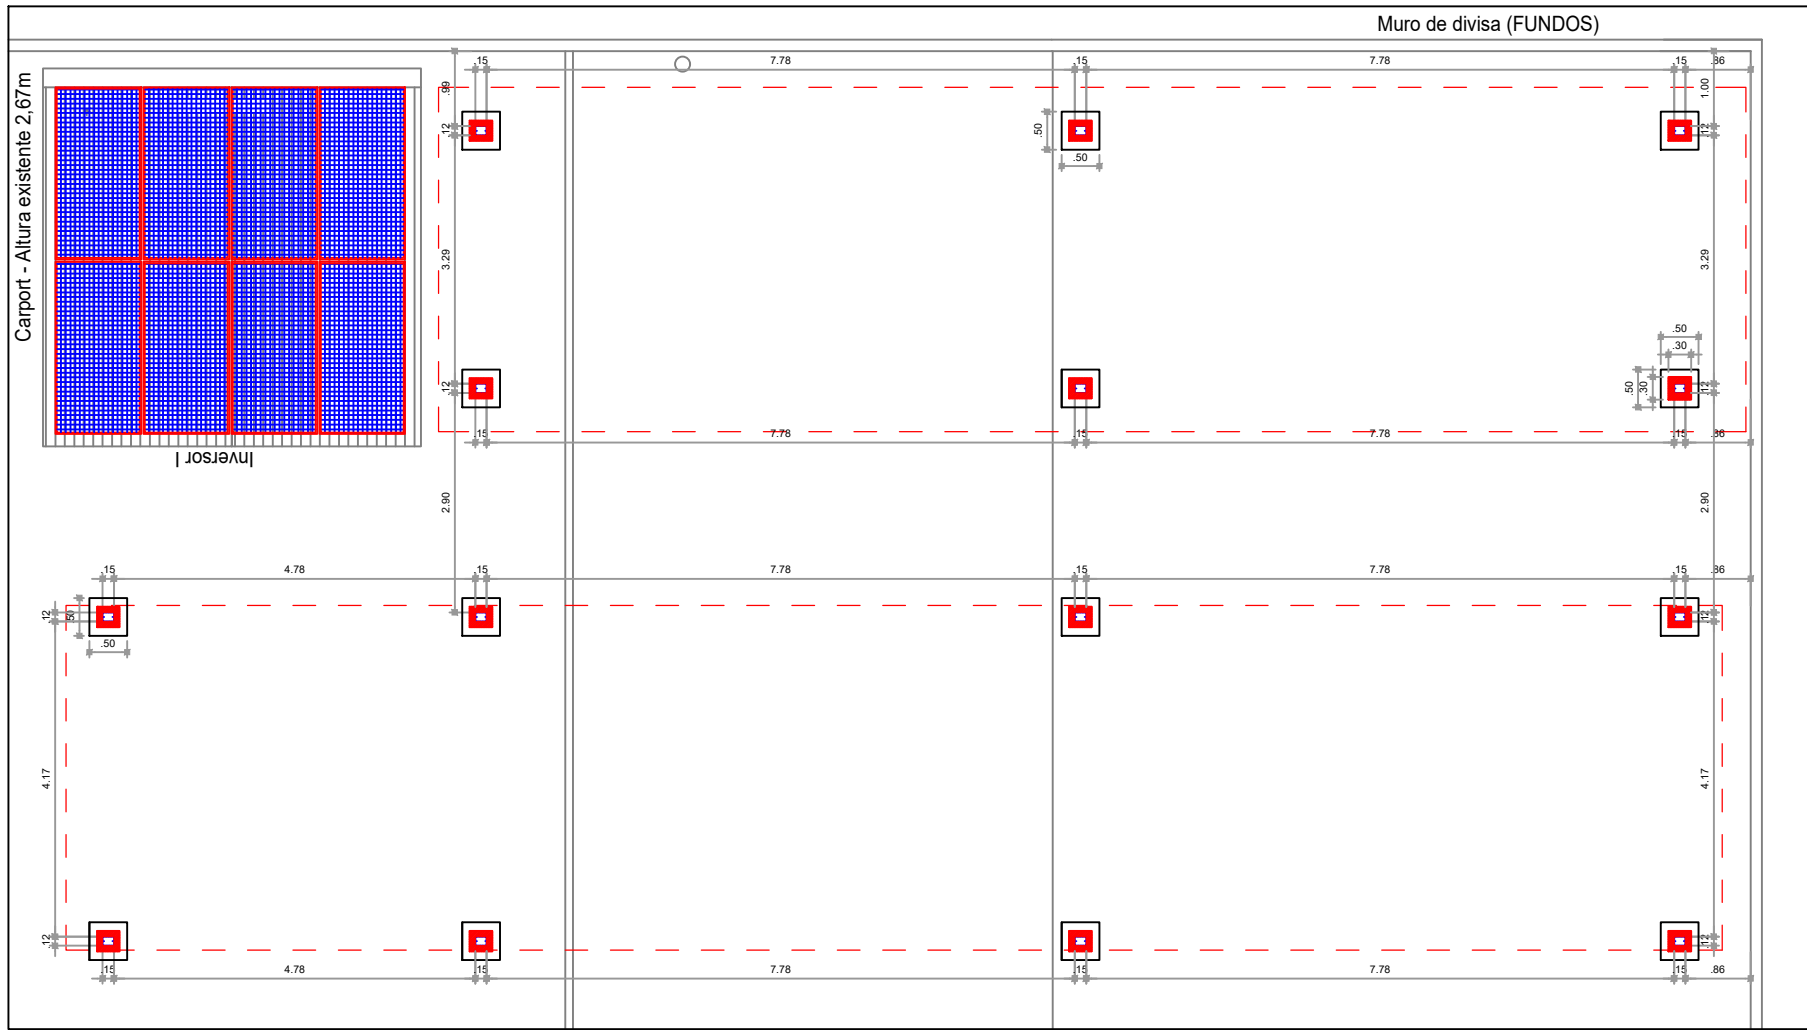 Muro de divisa (FUNDOS)
.15 7.78 .15 7.78 .15 .86
Carport - Altura existente 2,67m
.99 1.00
.12 .50 .12
.50
3.29 3.29
.50
.30
.12 .50 .30 .12
.15 7.78 .15 7.78 .15 .86
Inversor I
2.90 2.90
.15 4.78 .15 7.78 .15 7.78 .15 .86
.12 .50 .12
.50
4.17 4.17
.12 .12
.15 4.78 .15 7.78 .15 7.78 .15 .86